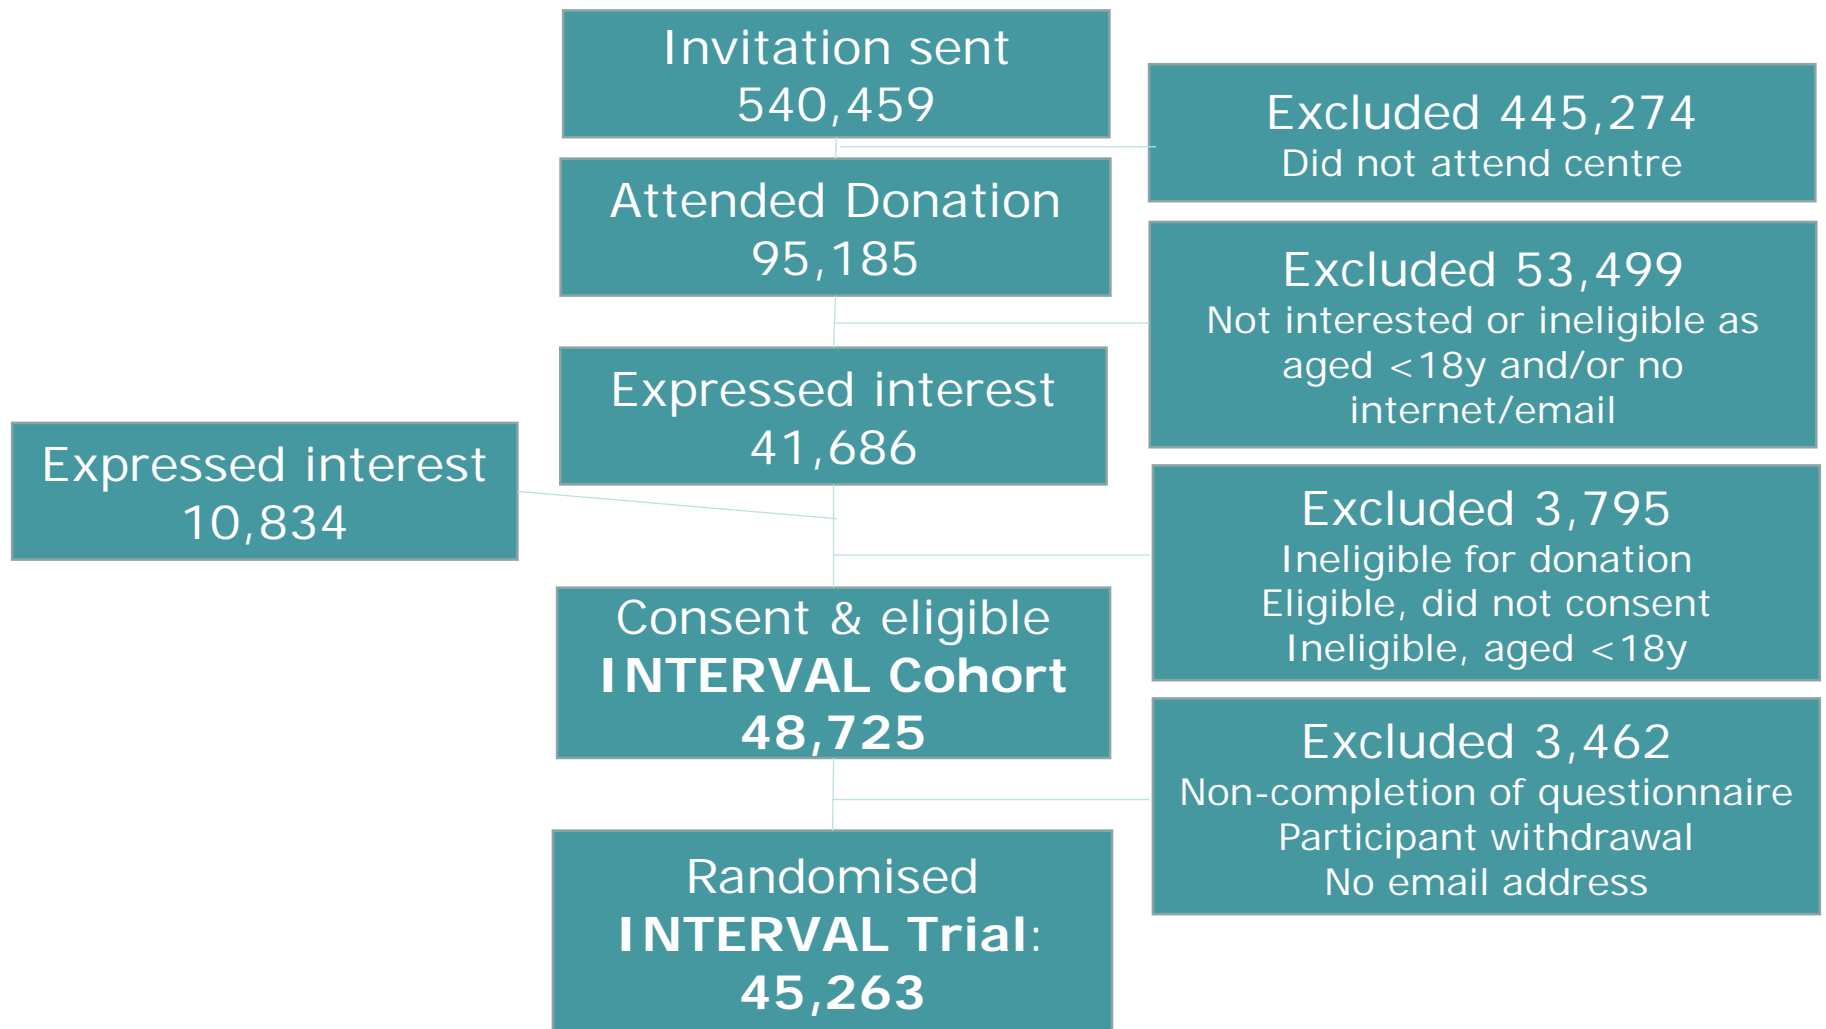 Invitation sent
540,459
Excluded 445,274
Did not attend centre
Attended Donation
95,185
Excluded 53,499
Not interested or ineligible as
aged <18y and/or no
internet/email
Expressed interest
41,686
Expressed interest
10,834
Excluded 3,795
Ineligible for donation
Eligible, did not consent
Ineligible, aged <18y
Consent & eligible
INTERVAL Cohort
48,725
Excluded 3,462
Non-completion of questionnaire
Participant withdrawal
No email address
Randomised
INTERVAL Trial:
45,263